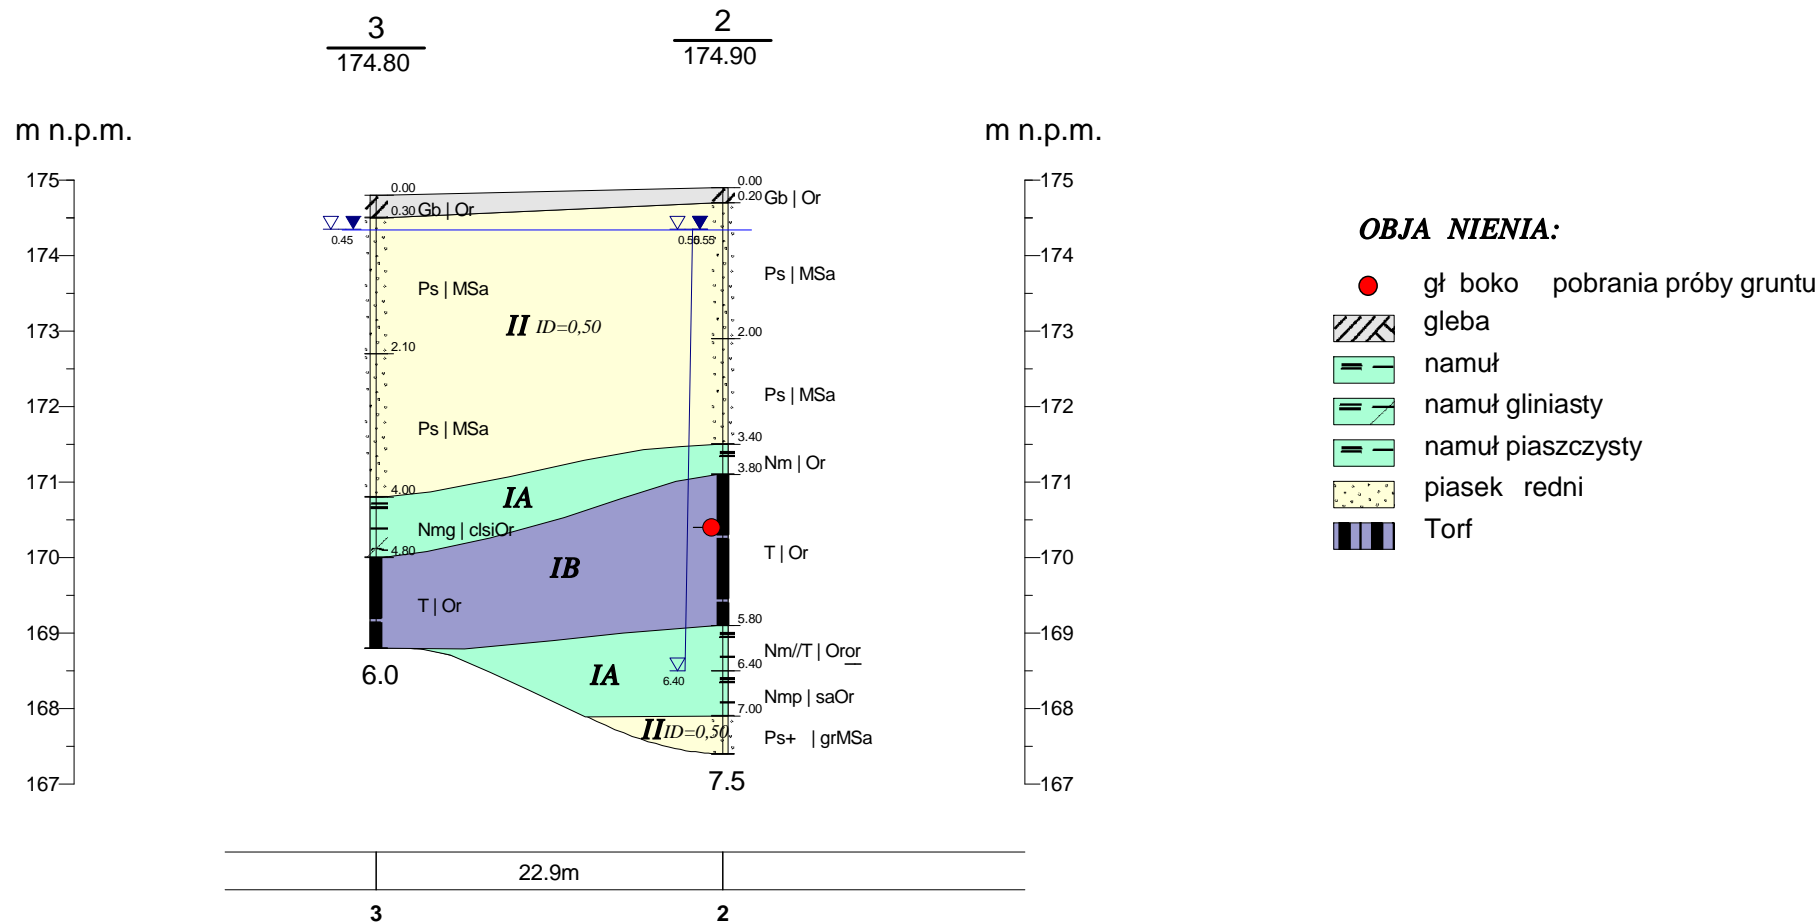 3
174.80
2
174.90
m n.p.m.
m n.p.m.
175
174
173
172
171
170
169
168
167
175
174
173
172
171
170
169
168
167
0.00
0.30
Gb | Or
0.45
Ps | MSa
2.10
Ps | MSa
4.00
Nmg | clsiOr
4.80
T | Or
6.0
II ID=0,50
IA
IB
IA
II ID=0,50
0.00
0.20
Gb | Or
0.55
Ps | MSa
2.00
Ps | MSa
3.40
Nm | Or
3.80
T | Or
5.80
Nm//T | Oror
6.40
6.40
Nmp | saOr
7.00
Ps+ | grMSa
7.5
22.9m
3
2
OBJA NIENIA:
gł boko pobrania próby gruntu
gleba
namuł
namuł gliniasty
namuł piaszczysty
piasek redni
Torf